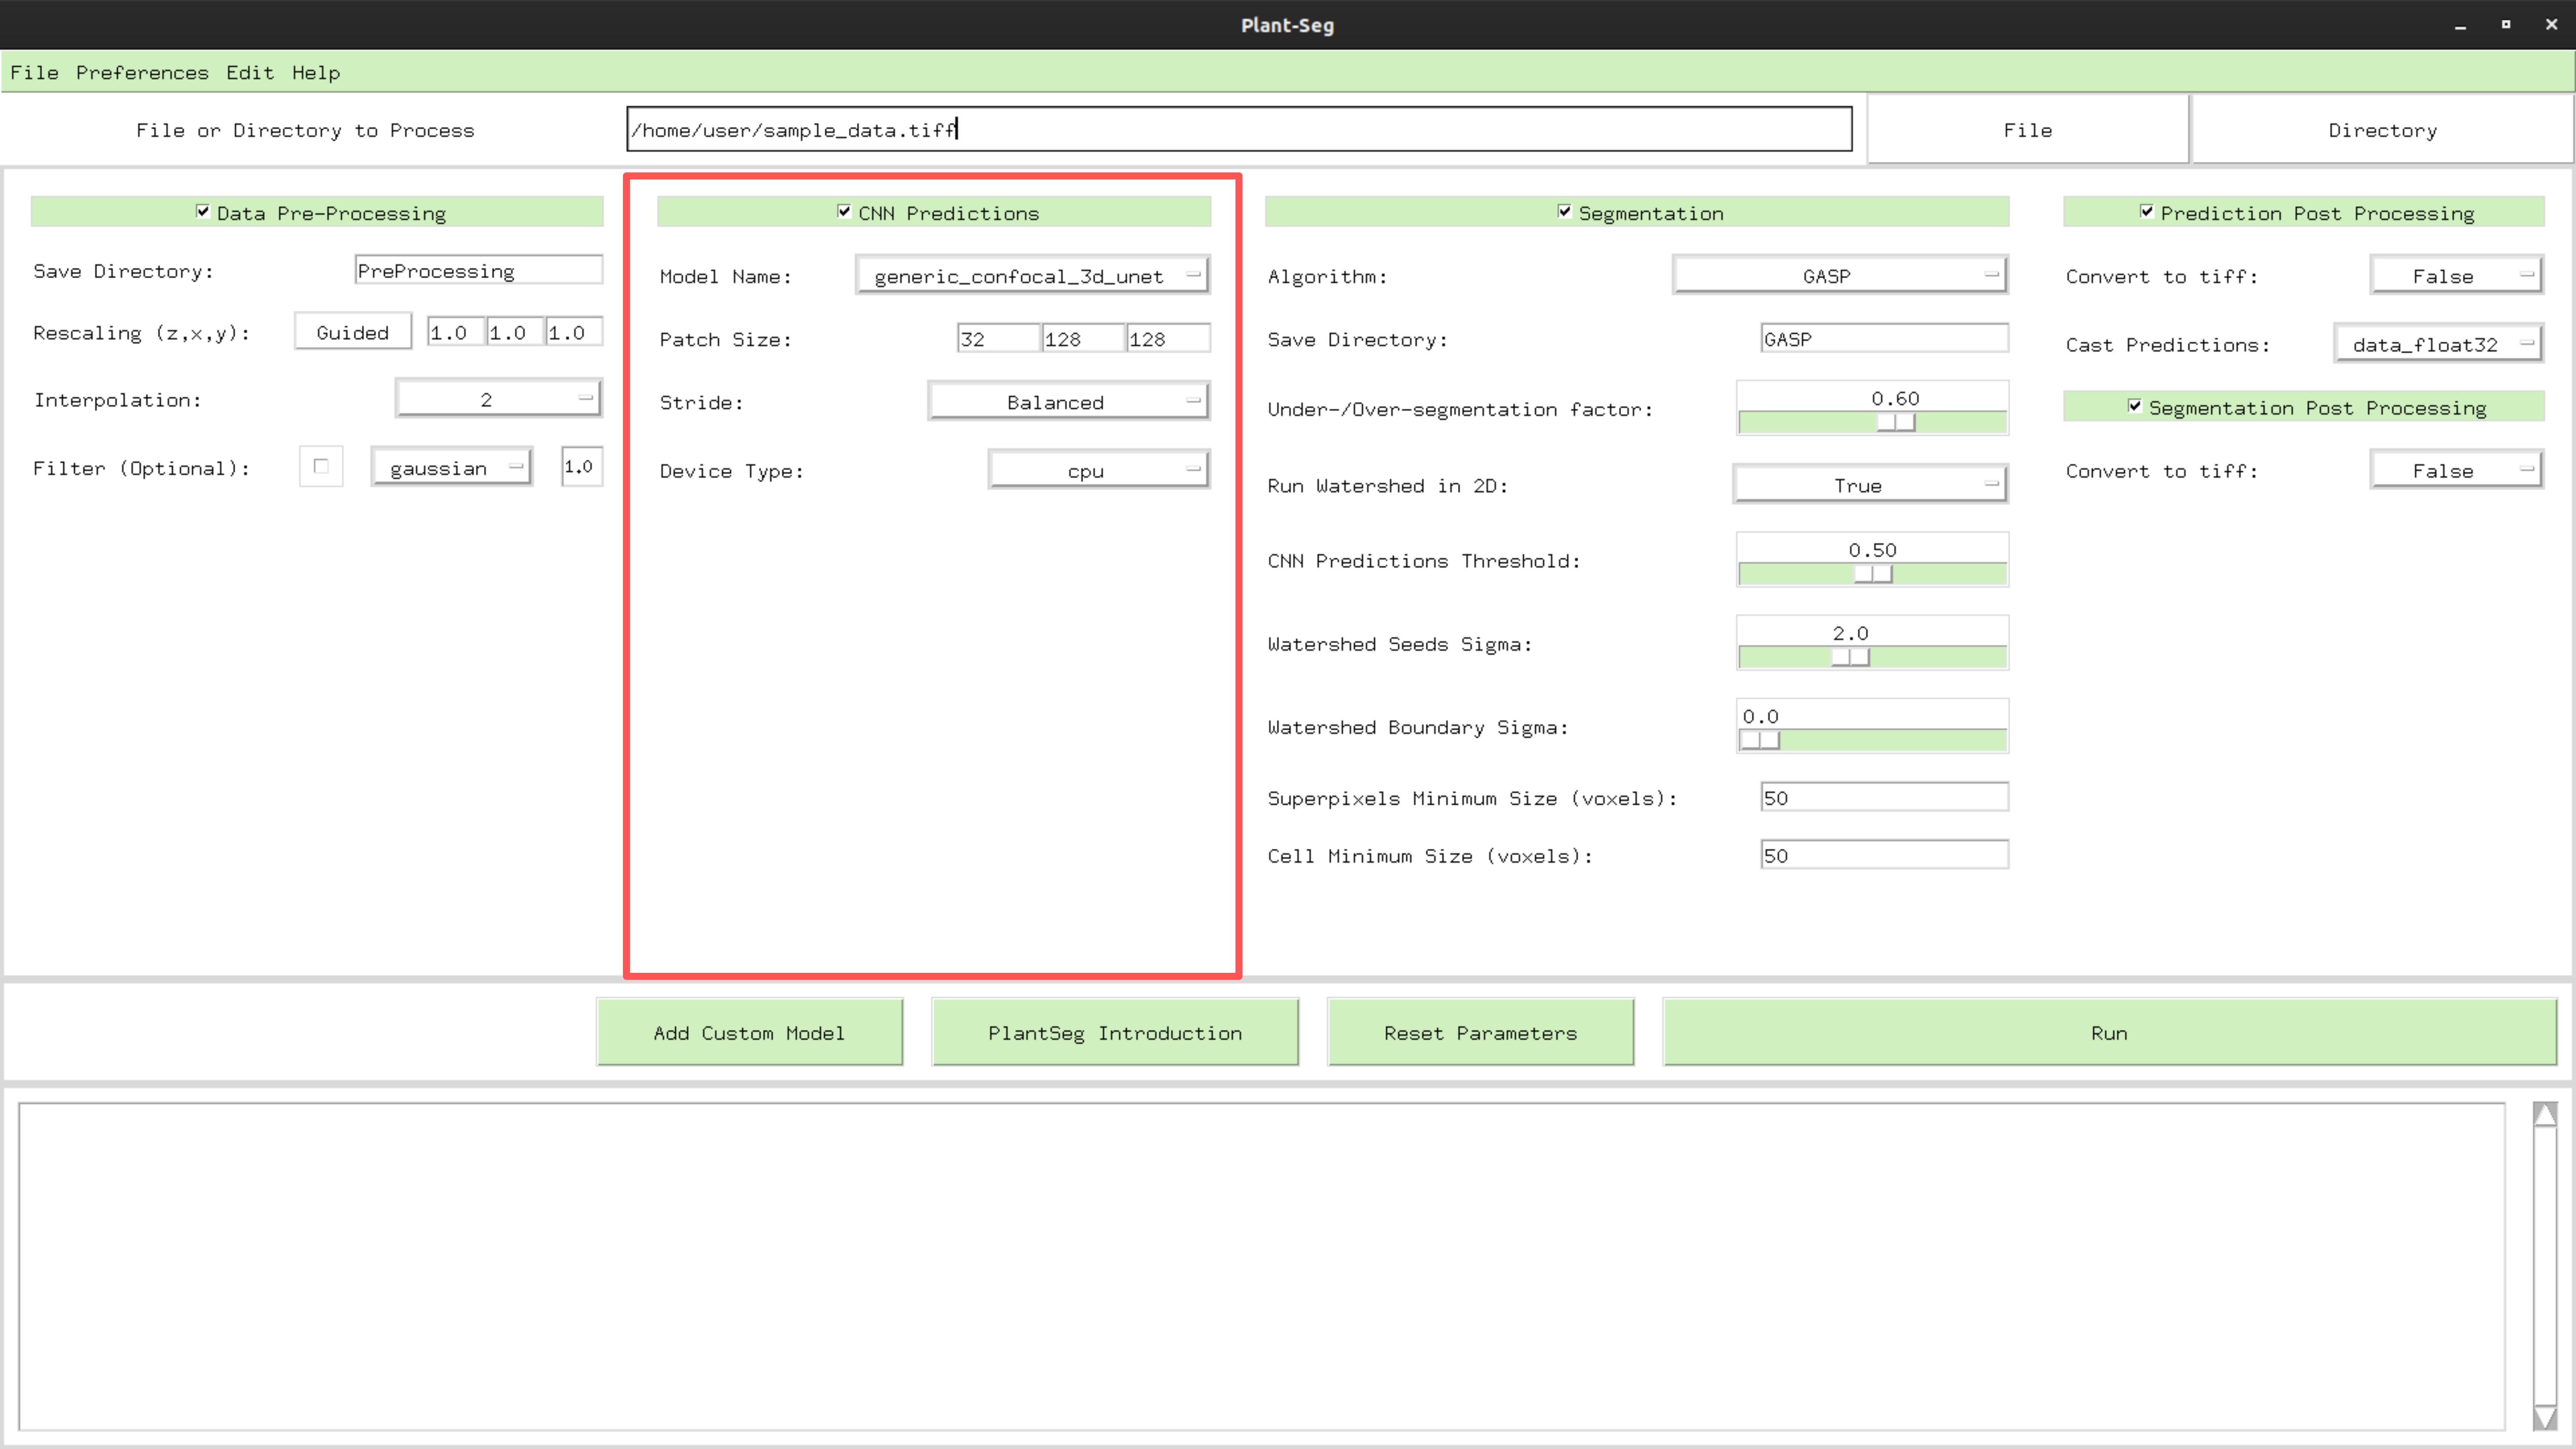 Plant-Seg
File Preferences Edit Help
File or Directory to Process /home/user/sample_data.tiff File Directory
Data Pre-Processing
Save Directory: PreProcessing
Rescaling (z,x,y): Guided 1.0 1.0 1.0
Interpolation: 2
Filter (Optional): gaussian 1.0
CNN Predictions
Model Name: generic_confocal_3d_unet
Patch Size: 32 128 128
Stride: Balanced
Device Type: cpu
Segmentation
Algorithm: GASP
Save Directory: GASP
Under-/Over-segmentation factor: 0.60
Run Watershed in 2D: True
CNN Predictions Threshold: 0.50
Watershed Seeds Sigma: 2.0
Watershed Boundary Sigma: 0.0
Superpixels Minimum Size (voxels): 50
Cell Minimum Size (voxels): 50
Prediction Post Processing
Convert to tiff: False
Cast Predictions: data_float32
Segmentation Post Processing
Convert to tiff: False
Add Custom Model PlantSeg Introduction Reset Parameters Run